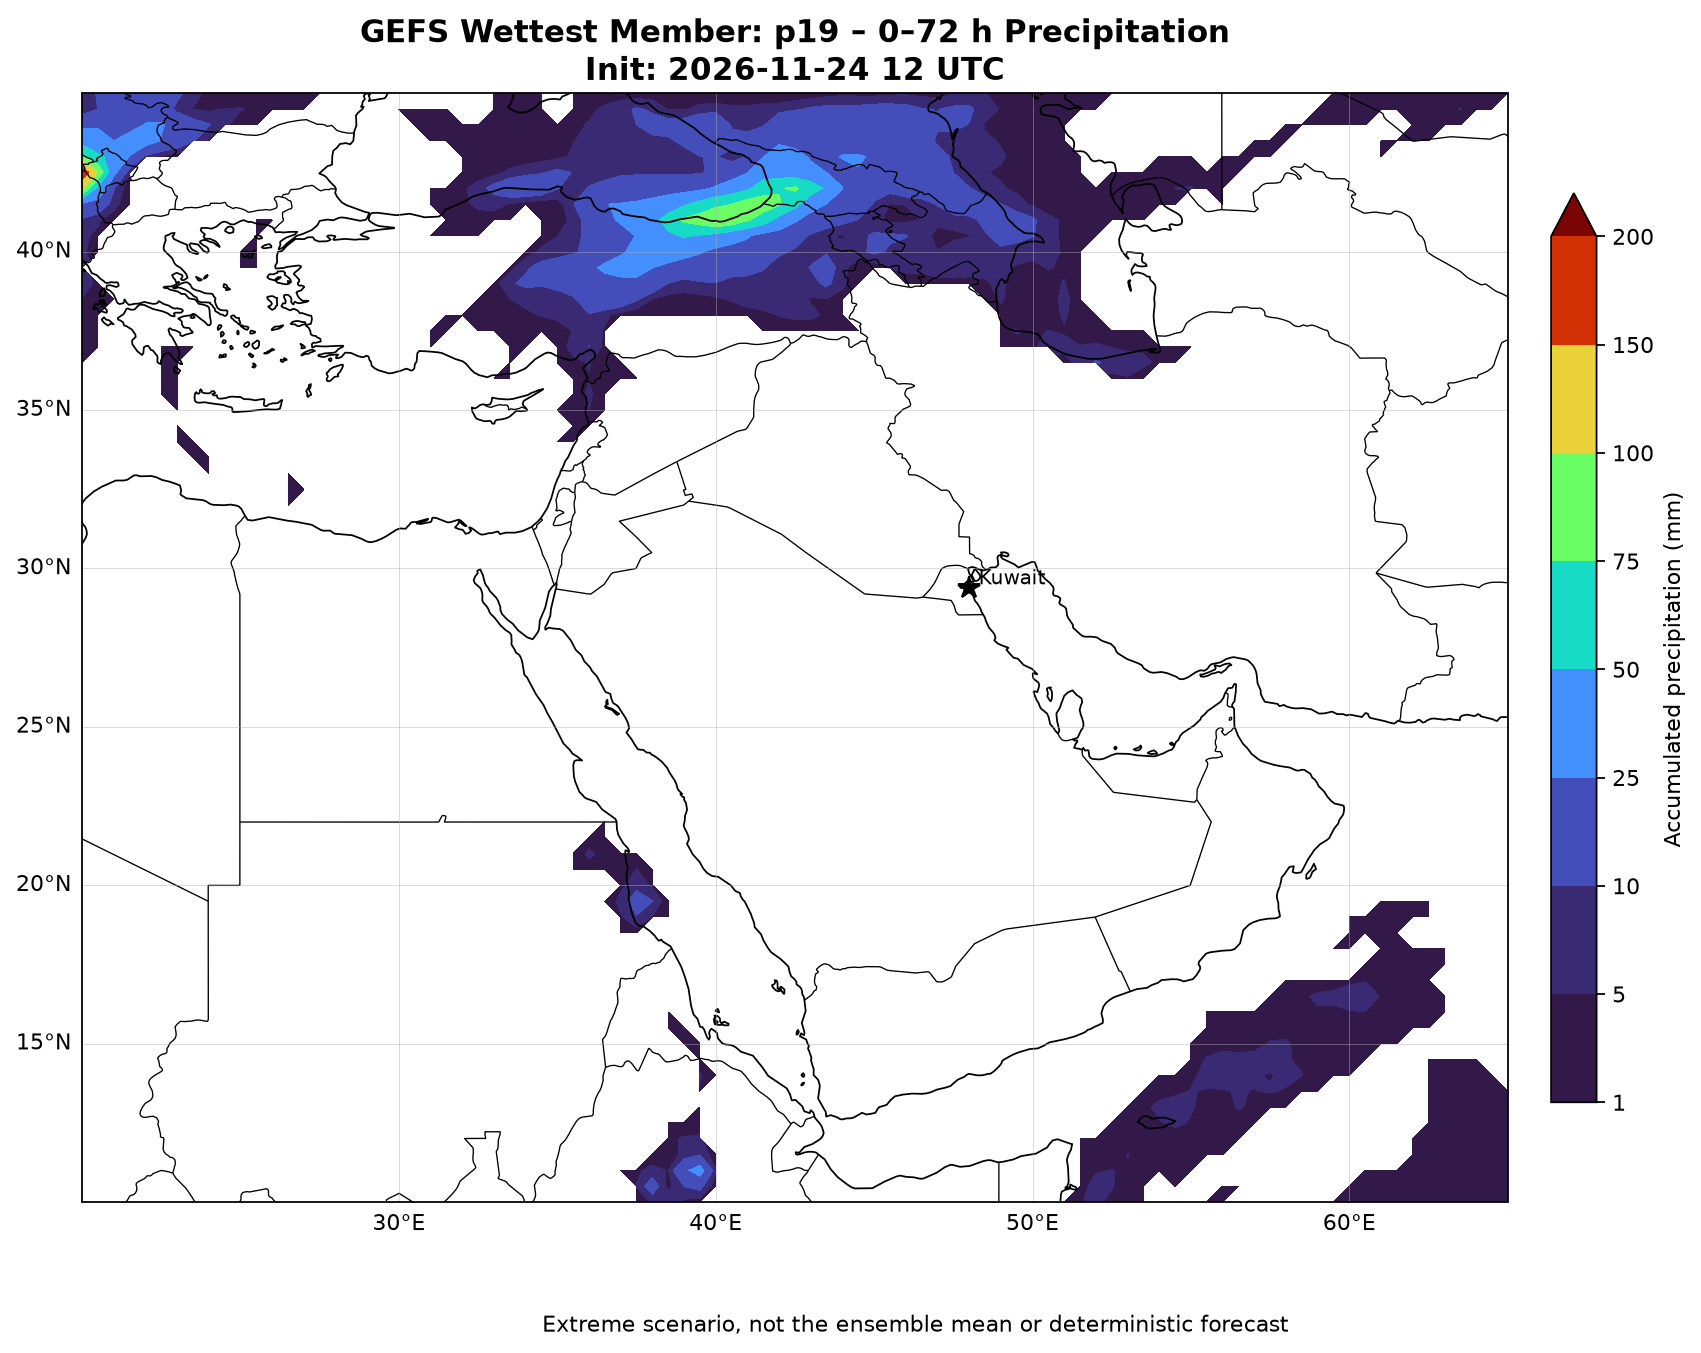 GEFS Wettest Member: p19 – 0–72 h Precipitation
Init: 2026-11-24 12 UTC
40°N
35°N
30°N
25°N
20°N
15°N
Kuwait
30°E
40°E
50°E
60°E
200
150
100
75
50
25
10
5
1
Accumulated precipitation (mm)
Extreme scenario, not the ensemble mean or deterministic forecast